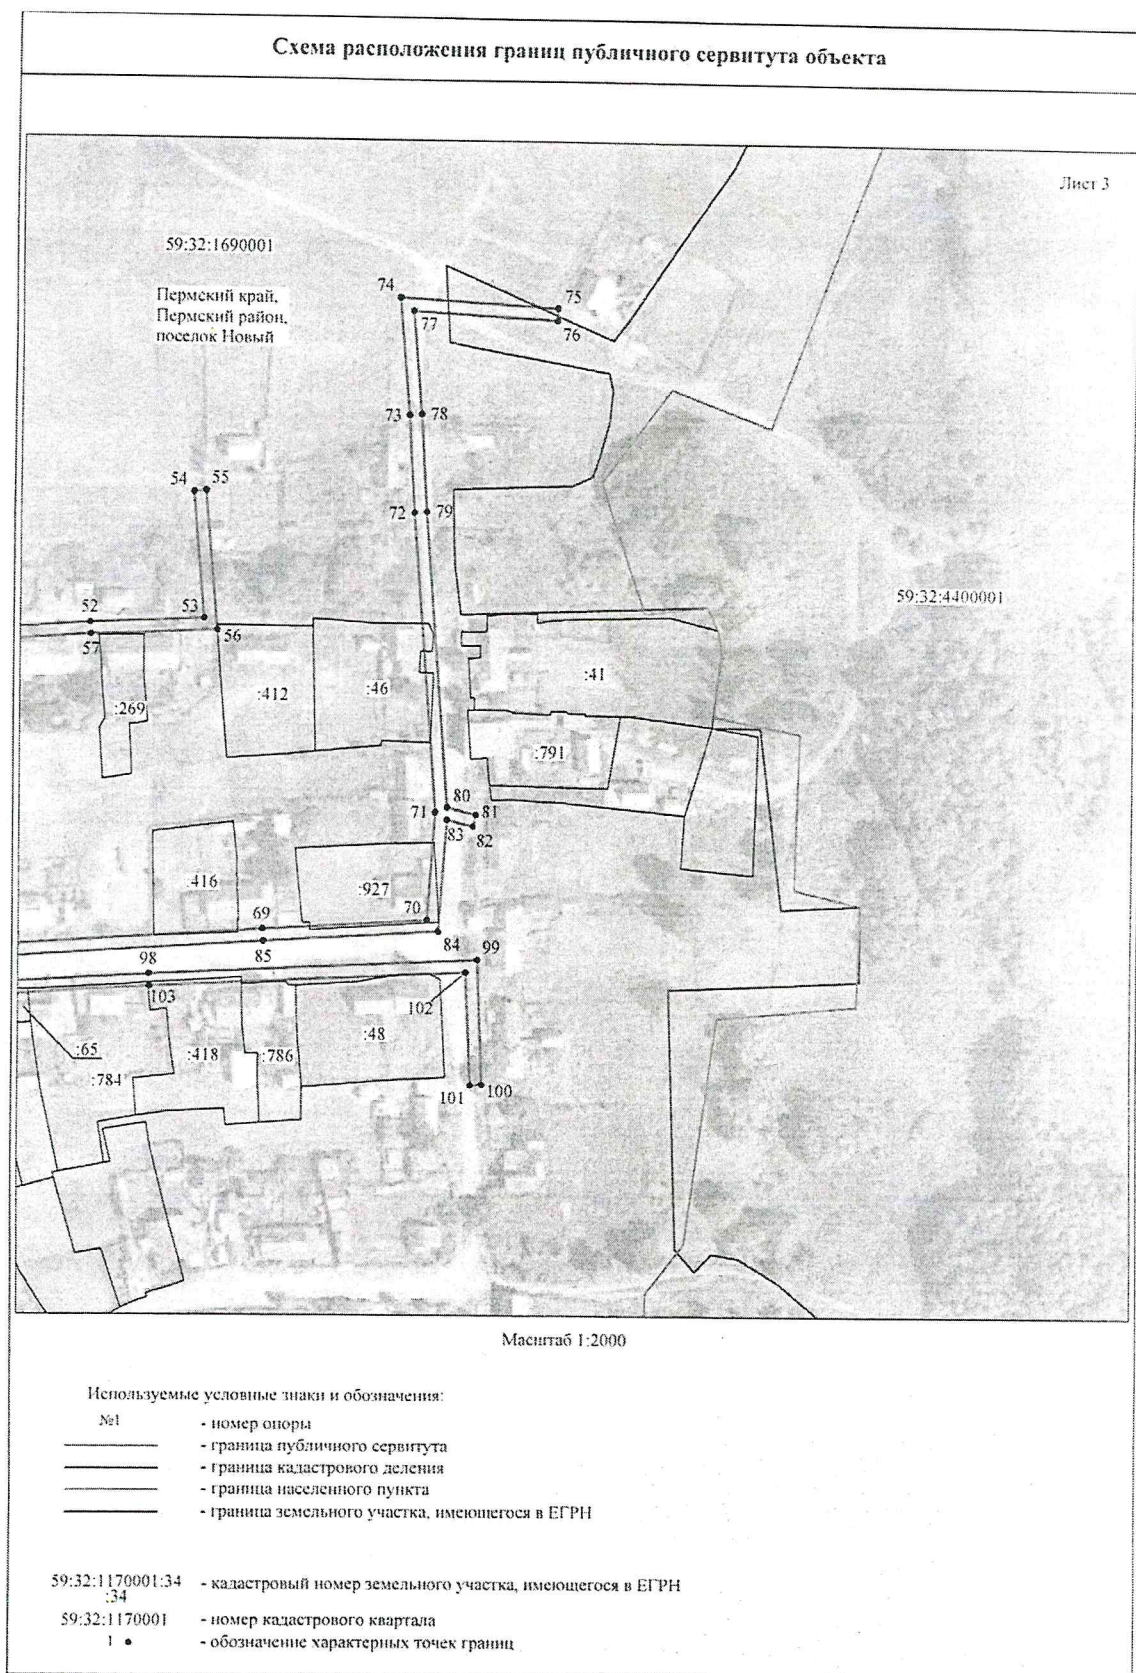 Схема расположения границ публичного сервитута объекта
Лист 3
59:32:1690001
Пермский край,
Пермский район,
поселок Новый
74
75
77
76
73
78
54
55
72
79
59:32:4400001
52
53
57
56
:269
:412
:46
:41
:791
80
81
71
83
82
:416
:927
69
70
85
84
99
98
103
102
:65
:784
:418
:786
:48
101
100
Масштаб 1:2000
Используемые условные знаки и обозначения:
№1 - номер опоры
- граница публичного сервитута
- граница кадастрового деления
- граница населенного пункта
- граница земельного участка, имеющегося в ЕГРН
59:32:1170001:34 - кадастровый номер земельного участка, имеющегося в ЕГРН
:34
59:32:1170001 - номер кадастрового квартала
1 - обозначение характерных точек границ